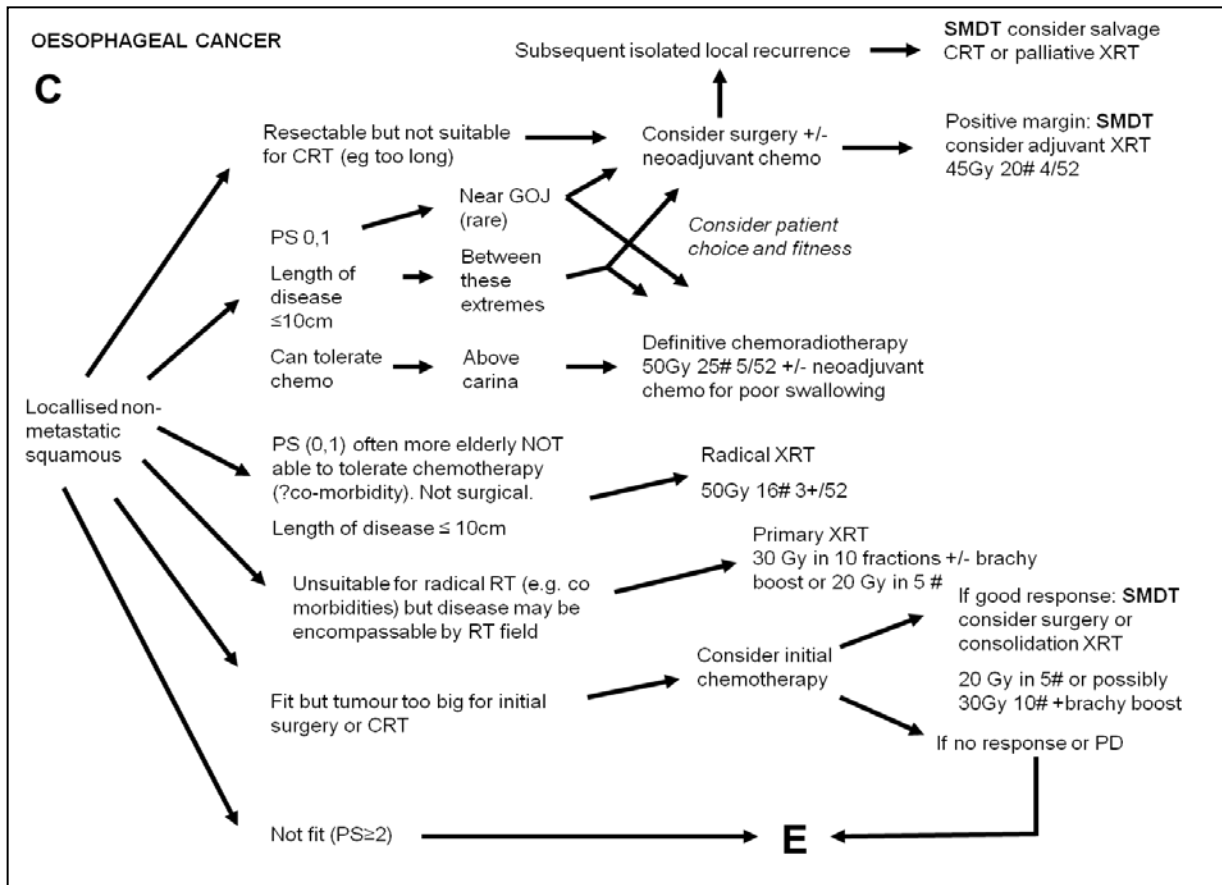 OESOPHAGEAL CANCER
C
Subsequent isolated local recurrence
SMDT consider salvage
CRT or palliative XRT
Resectable but not suitable
for CRT (eg too long)
Consider surgery +/-
neoadjuvant chemo
Positive margin: SMDT
consider adjuvant XRT
45Gy 20# 4/52
PS 0,1
Near GOJ
(rare)
Consider patient
choice and fitness
Length of
disease
≤10cm
Between
these
extremes
Can tolerate
chemo
Above
carina
Definitive chemoradiotherapy
50Gy 25# 5/52 +/- neoadjuvant
chemo for poor swallowing
Locallised non-
metastatic
squamous
PS (0,1) often more elderly NOT
able to tolerate chemotherapy
(?co-morbidity). Not surgical.
Length of disease ≤ 10cm
Radical XRT
50Gy 16# 3+/52
Unsuitable for radical RT (e.g. co
morbidities) but disease may be
encompassable by RT field
Primary XRT
30 Gy in 10 fractions +/- brachy
boost or 20 Gy in 5 #
Fit but tumour too big for initial
surgery or CRT
Consider initial
chemotherapy
If good response: SMDT
consider surgery or
consolidation XRT
20 Gy in 5# or possibly
30Gy 10# +brachy boost
If no response or PD
Not fit (PS≥2)
E